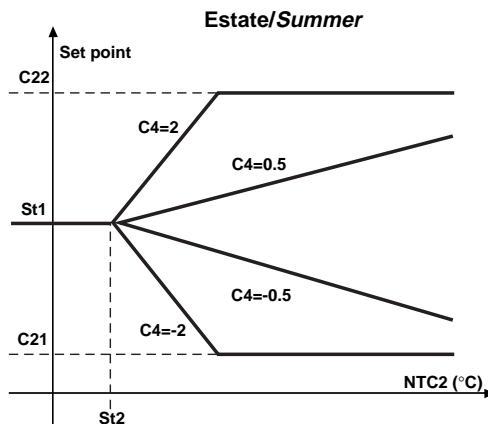 Estate/Summer
Set point
C22
C4=2
C4=0.5
St1
C4=-0.5
C4=-2
C21
NTC2 (°C)
St2